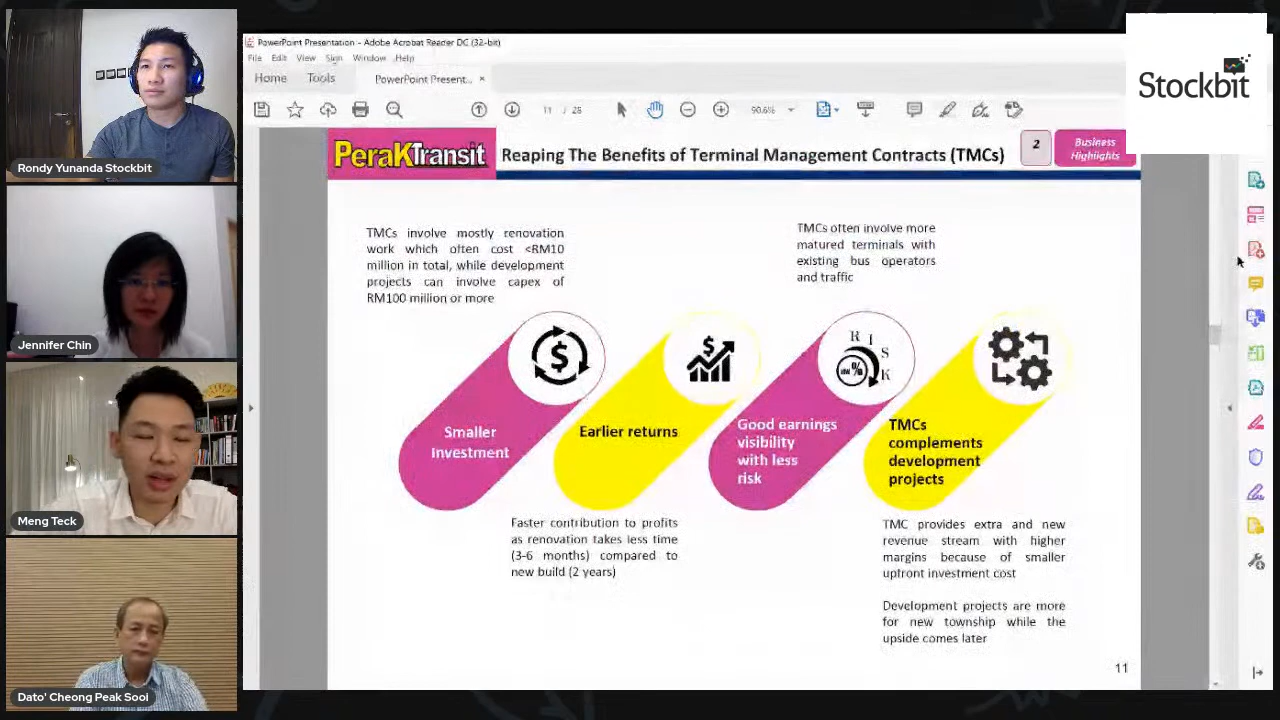 Rondy Yunanda Stockbit
Jennifer Chin
Meng Teck
Dato' Cheong Peak Sooi
PowerPoint Presentation - Adobe Acrobat Reader DC (32-bit)
File Edit View Sign Window Help
Home Tools PowerPoint Present... ×
11 / 25
90.6%
Stockbit
PeraKTransit
Reaping The Benefits of Terminal Management Contracts (TMCs)
2
Business
Highlights
TMCs involve mostly renovation
work which often cost <RM10
million in total, while development
projects can involve capex of
RM100 million or more
TMCs often involve more
matured terminals with
existing bus operators
and traffic
R I S K
%
Smaller
Investment
Earlier returns
Good earnings
visibility
with less
risk
TMCs
complements
development
projects
Faster contribution to profits
as renovation takes less time
(3-6 months) compared to
new build (2 years)
TMC provides extra and new
revenue stream with higher
margins because of smaller
upfront investment cost
Development projects are more
for new township while the
upside comes later
11